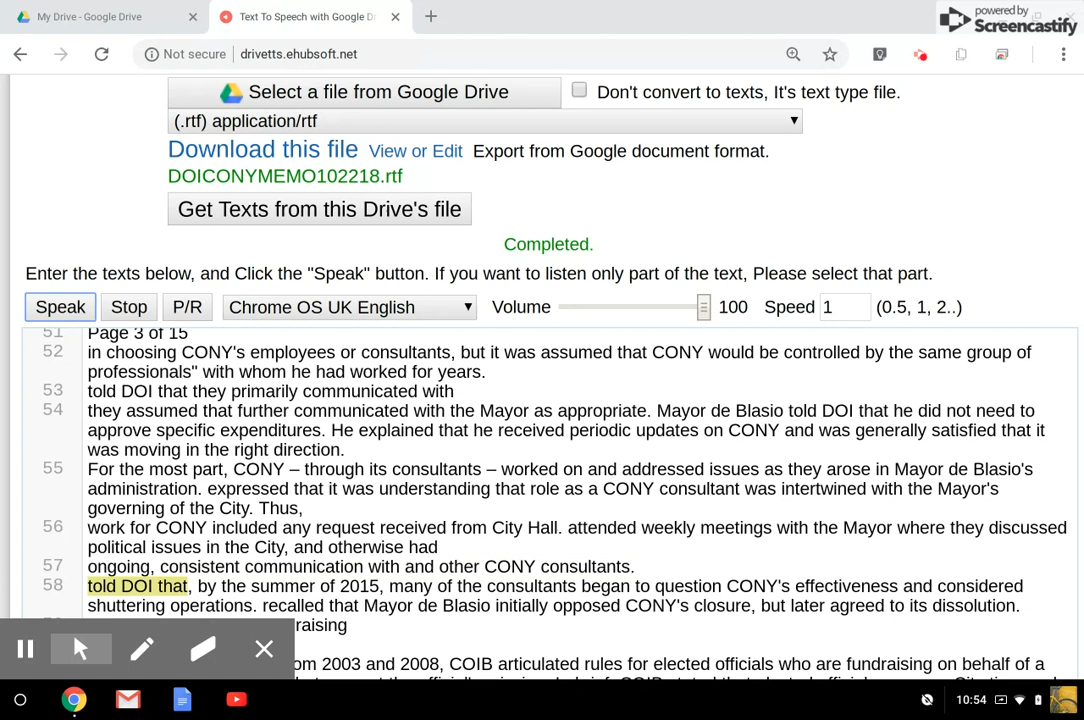 My Drive - Google Drive
Text To Speech with Google Dr
powered by
Screencastify
Not secure
drivetts.ehubsoft.net
Select a file from Google Drive
Don't convert to texts, It's text type file.
(.rtf) application/rtf
Download this file View or Edit Export from Google document format.
DOICONYMEMO102218.rtf
Get Texts from this Drive's file
Completed.
Enter the texts below, and Click the "Speak" button. If you want to listen only part of the text, Please select that part.
Speak Stop P/R Chrome OS UK English Volume 100 Speed 1 (0.5, 1, 2..)
51 Page 3 of 15
52 in choosing CONY's employees or consultants, but it was assumed that CONY would be controlled by the same group of
professionals" with whom he had worked for years.
53 told DOI that they primarily communicated with
54 they assumed that further communicated with the Mayor as appropriate. Mayor de Blasio told DOI that he did not need to
approve specific expenditures. He explained that he received periodic updates on CONY and was generally satisfied that it
was moving in the right direction.
55 For the most part, CONY – through its consultants – worked on and addressed issues as they arose in Mayor de Blasio's
administration. expressed that it was understanding that role as a CONY consultant was intertwined with the Mayor's
governing of the City. Thus,
56 work for CONY included any request received from City Hall. attended weekly meetings with the Mayor where they discussed
political issues in the City, and otherwise had
57 ongoing, consistent communication with and other CONY consultants.
58 told DOI that, by the summer of 2015, many of the consultants began to question CONY's effectiveness and considered
shuttering operations. recalled that Mayor de Blasio initially opposed CONY's closure, but later agreed to its dissolution.
raising
om 2003 and 2008, COIB articulated rules for elected officials who are fundraising on behalf of a
10:54